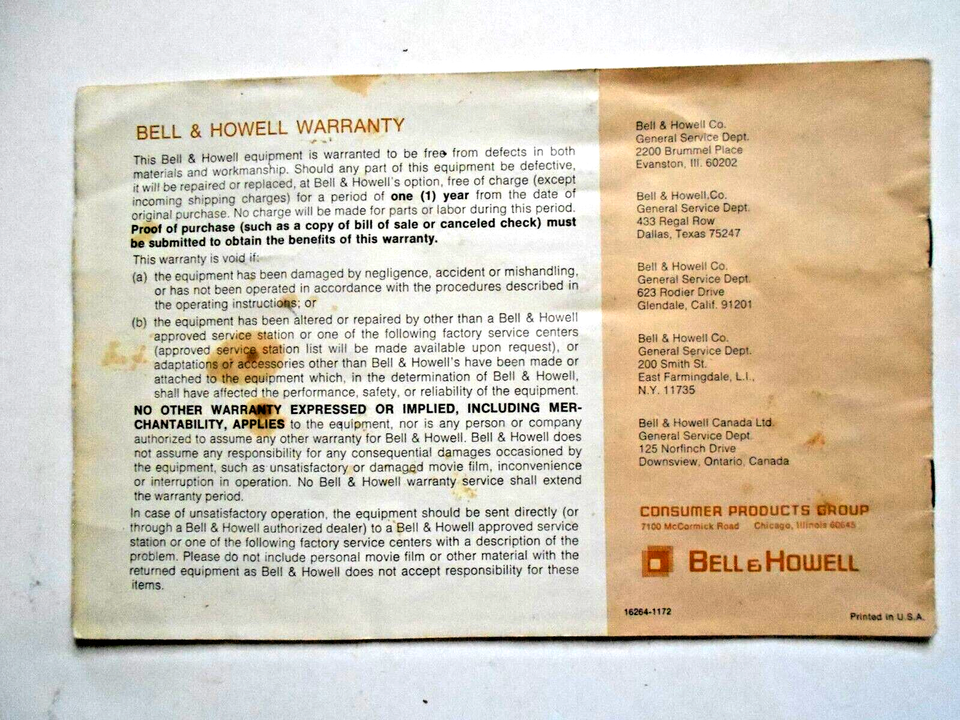 BELL & HOWELL WARRANTY
This Bell & Howell equipment is warranted to be free from defects in both
materials and workmanship. Should any part of this equipment be defective,
it will be repaired or replaced, at Bell & Howell's option, free of charge (except
incoming shipping charges) for a period of one (1) year from the date of
original purchase. No charge will be made for parts or labor during this period.
Proof of purchase (such as a copy of bill of sale or canceled check) must
be submitted to obtain the benefits of this warranty.
This warranty is void if:
(a) the equipment has been damaged by negligence, accident or mishandling,
or has not been operated in accordance with the procedures described in
the operating instructions; or
(b) the equipment has been altered or repaired by other than a Bell & Howell
approved service station or one of the following factory service centers
(approved service station list will be made available upon request), or
adaptations or accessories other than Bell & Howell's have been made or
attached to the equipment which, in the determination of Bell & Howell,
shall have affected the performance, safety, or reliability of the equipment.
NO OTHER WARRANTY EXPRESSED OR IMPLIED, INCLUDING MER-
CHANTABILITY, APPLIES to the equipment, nor is any person or company
authorized to assume any other warranty for Bell & Howell. Bell & Howell does
not assume any responsibility for any consequential damages occasioned by
the equipment, such as unsatisfactory or damaged movie film, inconvenience
or interruption in operation. No Bell & Howell warranty service shall extend
the warranty period.
In case of unsatisfactory operation, the equipment should be sent directly (or
through a Bell & Howell authorized dealer) to a Bell & Howell approved service
station or one of the following factory service centers with a description of the
problem. Please do not include personal movie film or other material with the
returned equipment as Bell & Howell does not accept responsibility for these
items.
Bell & Howell Co.
General Service Dept.
2200 Brummel Place
Evanston, Ill. 60202
Bell & Howell Co.
General Service Dept.
433 Regal Row
Dallas, Texas 75247
Bell & Howell Co.
General Service Dept.
623 Rodier Drive
Glendale, Calif. 91201
Bell & Howell Co.
General Service Dept.
200 Smith St.
East Farmingdale, L.I.,
N.Y. 11735
Bell & Howell Canada Ltd.
General Service Dept.
125 Norfinch Drive
Downsview, Ontario, Canada
CONSUMER PRODUCTS GROUP
7100 McCormick Road Chicago, Illinois 60645
BELL & HOWELL
16264-1172
Printed in U.S.A.